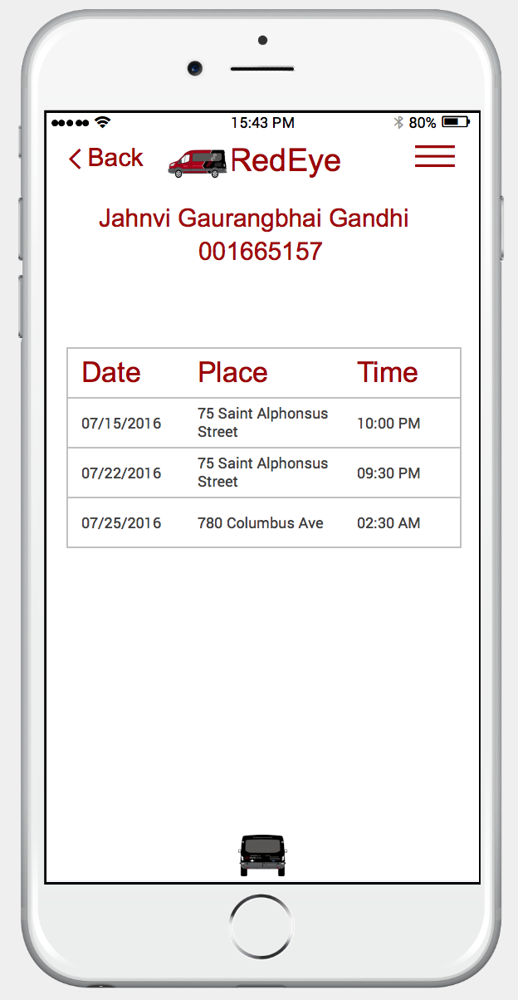 15:43 PM 80%
Back RedEye
Jahnvi Gaurangbhai Gandhi
001665157
Date Place Time
07/15/2016 75 Saint Alphonsus Street 10:00 PM
07/22/2016 75 Saint Alphonsus Street 09:30 PM
07/25/2016 780 Columbus Ave 02:30 AM